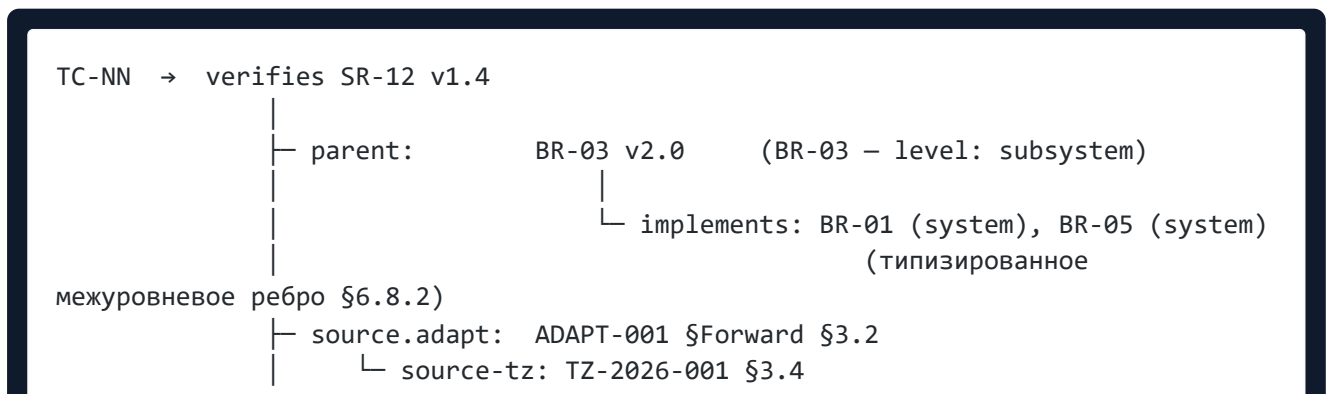 TC-NN → verifies SR-12 v1.4
│
├─ parent: BR-03 v2.0 (BR-03 — level: subsystem)
│ │
│ └─ implements: BR-01 (system), BR-05 (system)
│ (типизированное
межуровневое ребро §6.8.2)
├─ source.adapt: ADAPT-001 §Forward §3.2
│ └─ source-tz: TZ-2026-001 §3.4